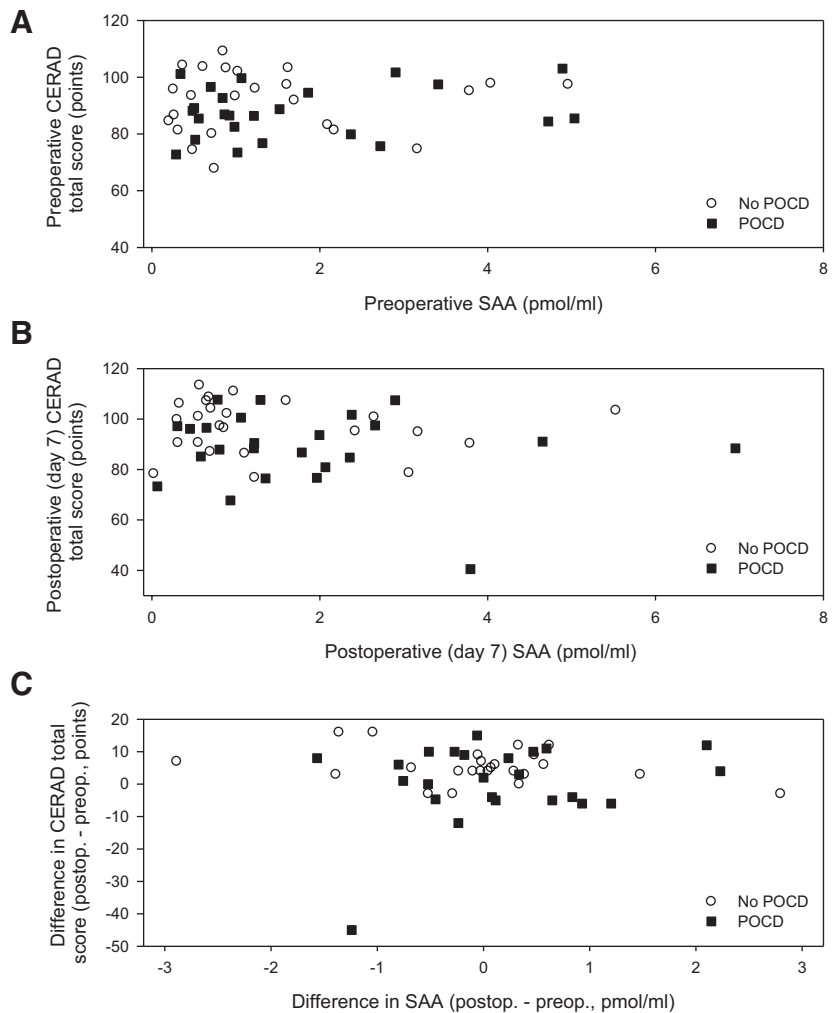 A
Preoperative CERAD
total score (points)
120
100
80
60
40
No POCD
POCD
0 2 4 6 8
Preoperative SAA (pmol/ml)
B
Postoperative (day 7) CERAD
total score (points)
120
100
80
60
40
No POCD
POCD
0 2 4 6 8
Postoperative (day 7) SAA (pmol/ml)
C
Difference in CERAD total
score (postop. - preop., points)
20
10
0
-10
-20
-30
-40
-50
No POCD
POCD
-3 -2 -1 0 1 2 3
Difference in SAA (postop. - preop., pmol/ml)